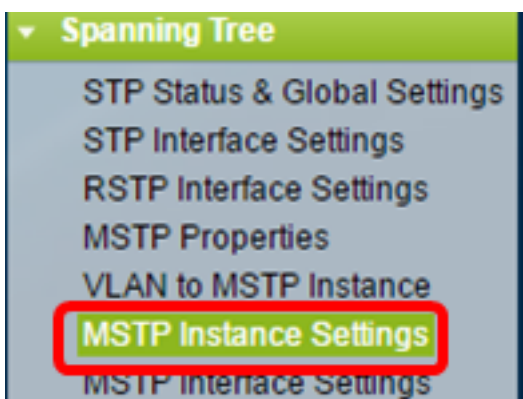 Spanning Tree
STP Status & Global Settings
STP Interface Settings
RSTP Interface Settings
MSTP Properties
VLAN to MSTP Instance
MSTP Instance Settings
MSTP Interface Settings